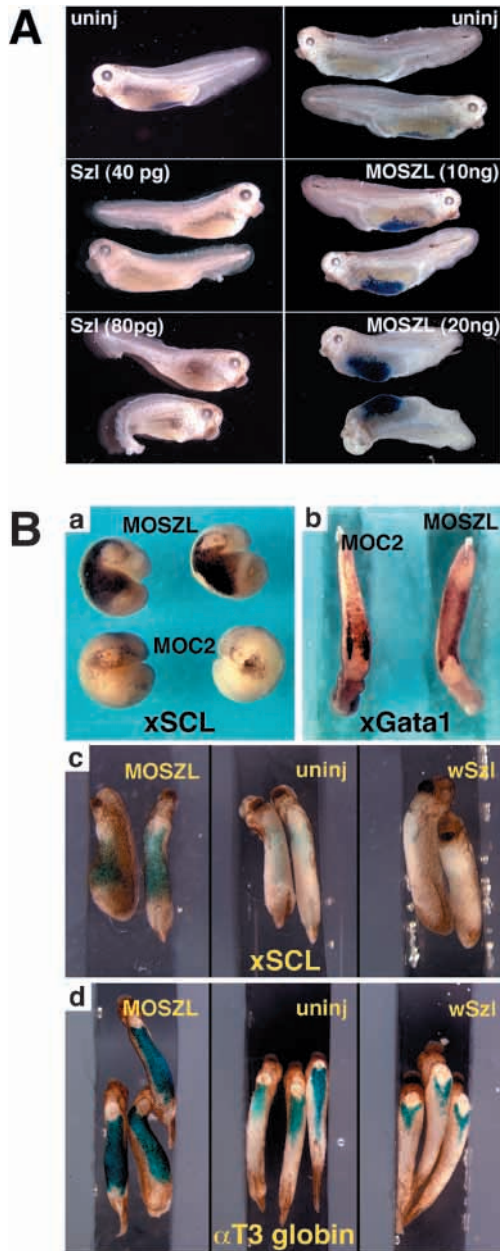 A
uninj
uninj
Szl (40 pg)
MOSZL (10ng)
Szl (80pg)
MOSZL (20ng)
B
a
MOSZL
MOC2
xSCL
b
MOC2
MOSZL
xGata1
c
MOSZL
uninj
wSzl
xSCL
d
MOSZL
uninj
wSzl
αT3 globin